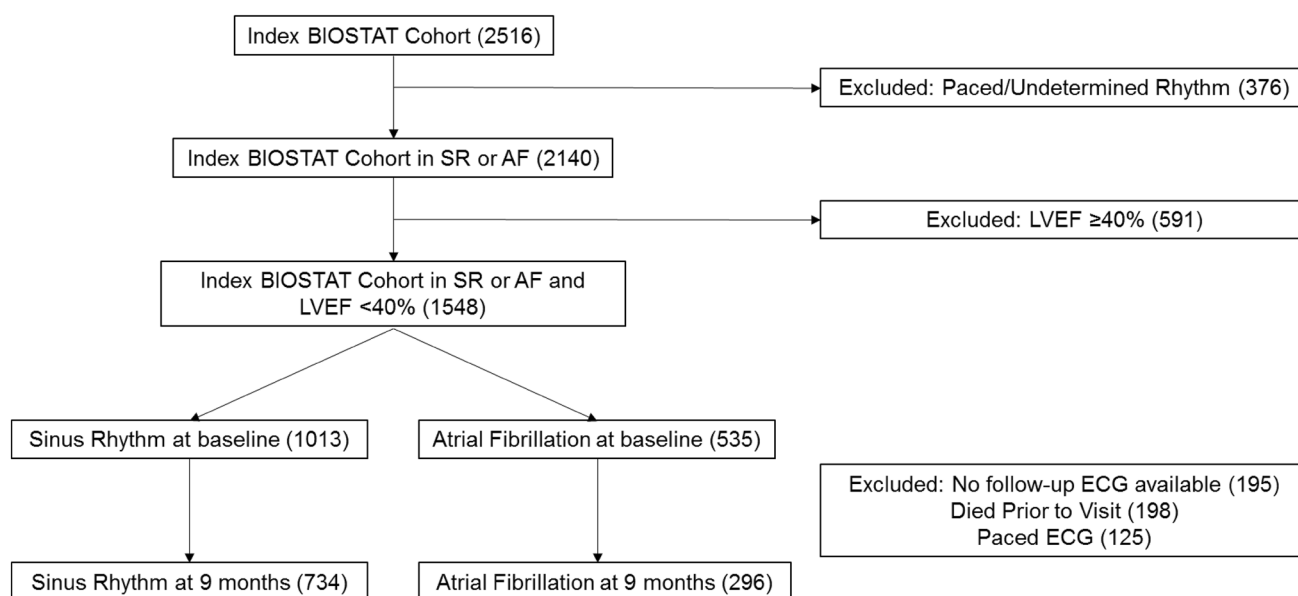 Index BIOSTAT Cohort (2516)
Excluded: Paced/Undetermined Rhythm (376)
Index BIOSTAT Cohort in SR or AF (2140)
Excluded: LVEF ≥40% (591)
Index BIOSTAT Cohort in SR or AF and
LVEF <40% (1548)
Sinus Rhythm at baseline (1013)
Atrial Fibrillation at baseline (535)
Excluded: No follow-up ECG available (195)
Died Prior to Visit (198)
Paced ECG (125)
Sinus Rhythm at 9 months (734)
Atrial Fibrillation at 9 months (296)